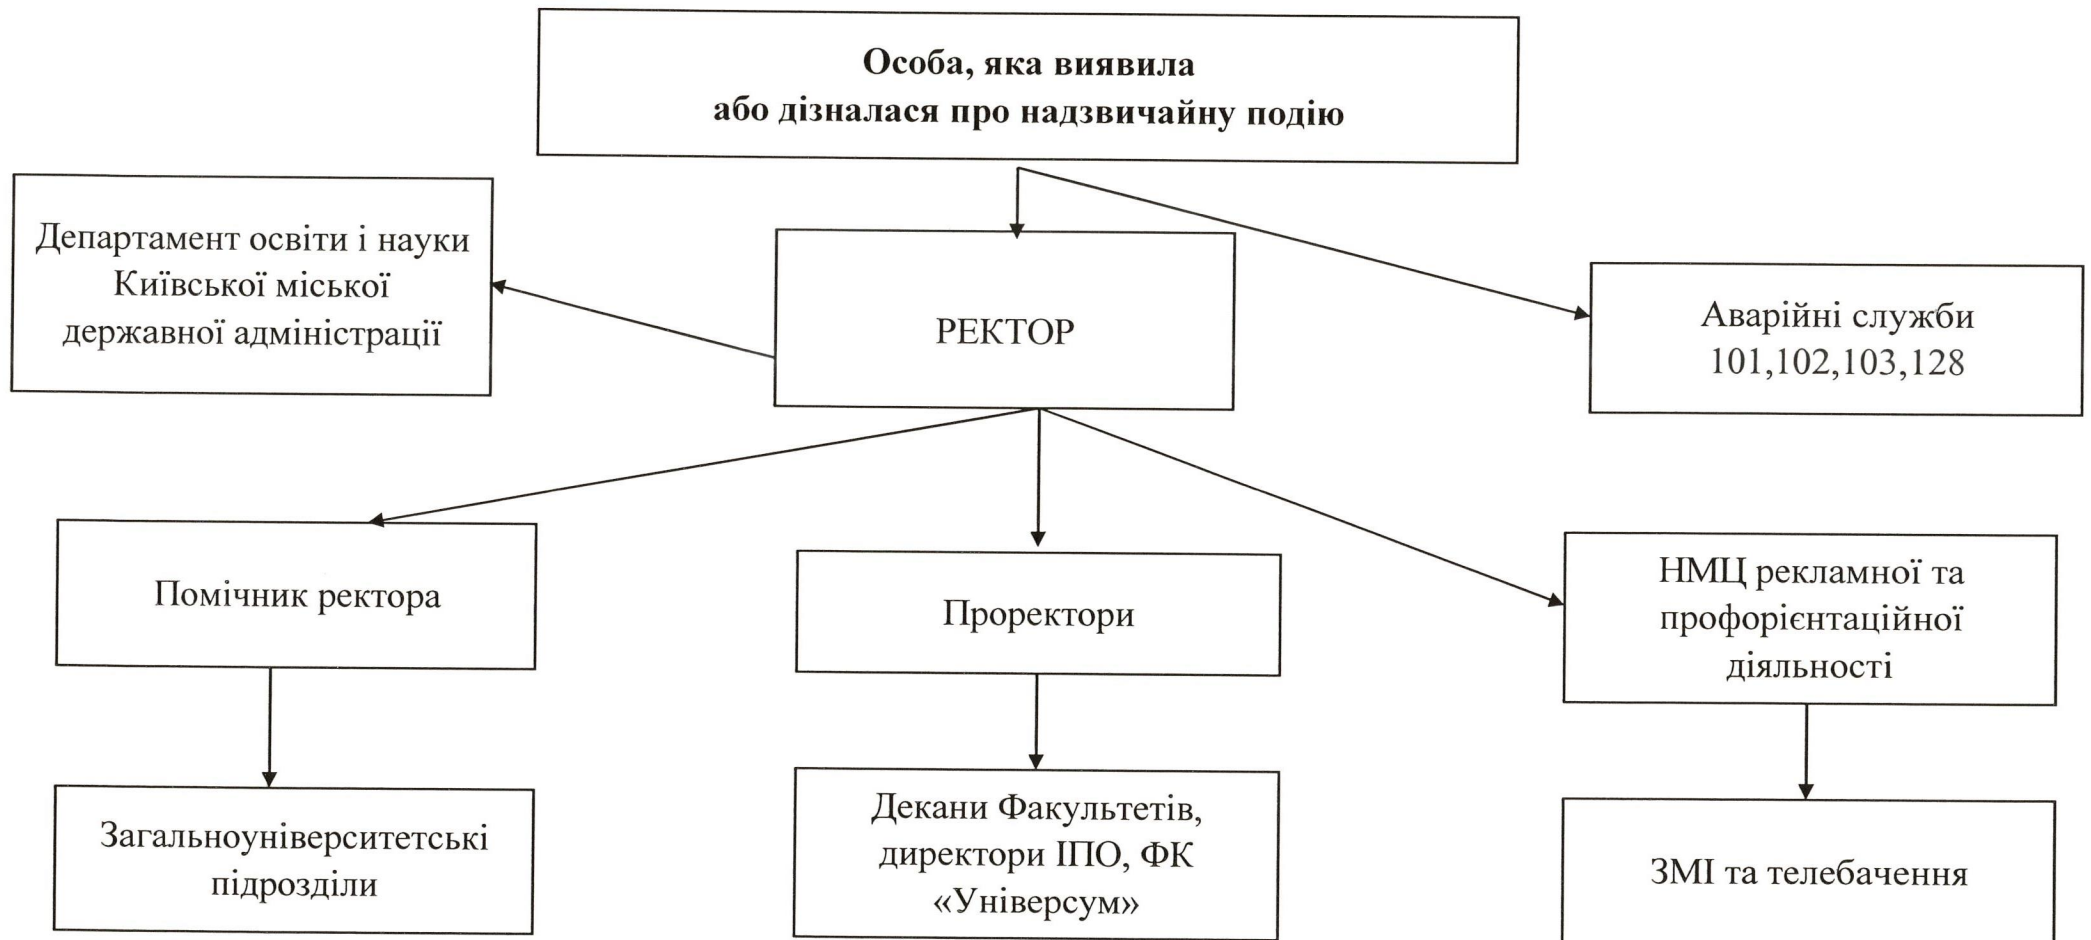 Особа, яка виявила
або дізналася про надзвичайну подію
Департамент освіти і науки
Київської міської
державної адміністрації
РЕКТОР
Аварійні служби
101,102,103,128
Помічник ректора
Проректори
НМЦ рекламної та
профорієнтаційної
діяльності
Загальноуніверситетські
підрозділи
Декани Факультетів,
директори ІПО, ФК
«Універсум»
ЗМІ та телебачення